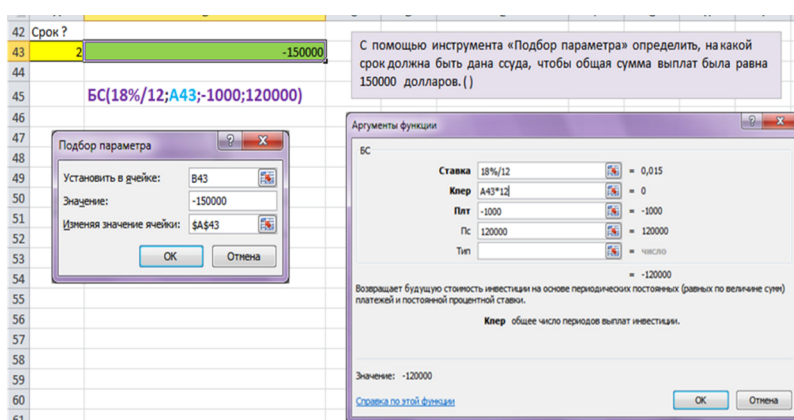 42 Срок ?
43 2 -150000
44
45 БС(18%/12;A43;-1000;120000)
46
47
48
49
50
51
52
53
54
55
56
57
58
59
60
61
С помощью инструмента «Подбор параметра» определить, на какой
срок должна быть дана ссуда, чтобы общая сумма выплат была равна
150000 долларов. ( )
Подбор параметра
Установить в ячейке: B43
Значение: -150000
Изменяя значение ячейки: $A$43
ОК Отмена
Аргументы функции
БС
Ставка 18%/12 = 0,015
Кпер A43*12 = 0
Плт -1000 = -1000
Пс 120000 = 120000
Тип = число
= -120000
Возвращает будущую стоимость инвестиции на основе периодических постоянных (равных по величине сумм)
платежей и постоянной процентной ставки.
Кпер общее число периодов выплат инвестиции.
Значение: -120000
Справка по этой функции
ОК Отмена